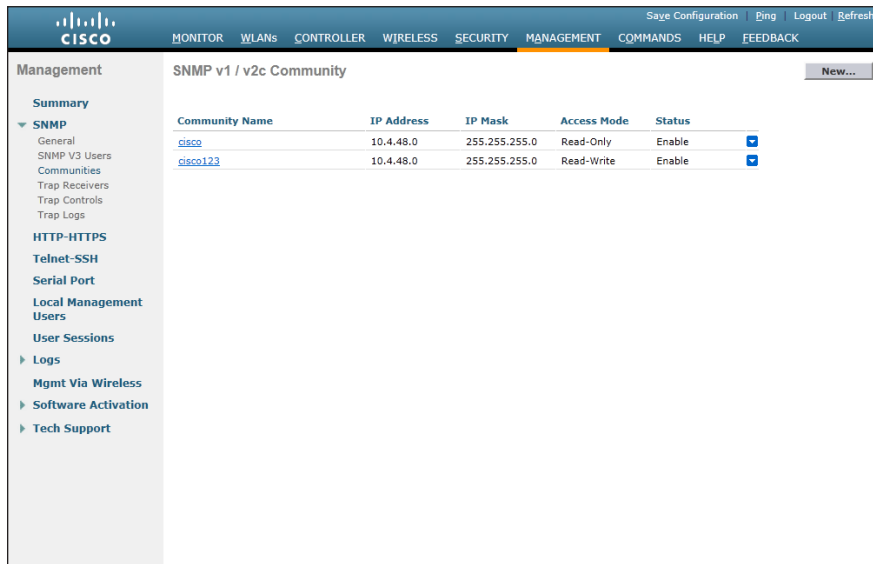 Save Configuration | Ping | Logout | Refresh
CISCO
MONITOR WLANs CONTROLLER WIRELESS SECURITY MANAGEMENT COMMANDS HELP FEEDBACK
Management
SNMP v1 / v2c Community
New...
Summary
SNMP
General
SNMP V3 Users
Communities
Trap Receivers
Trap Controls
Trap Logs
HTTP-HTTPS
Telnet-SSH
Serial Port
Local Management
Users
User Sessions
Logs
Mgmt Via Wireless
Software Activation
Tech Support
Community Name IP Address IP Mask Access Mode Status
cisco 10.4.48.0 255.255.255.0 Read-Only Enable
cisco123 10.4.48.0 255.255.255.0 Read-Write Enable